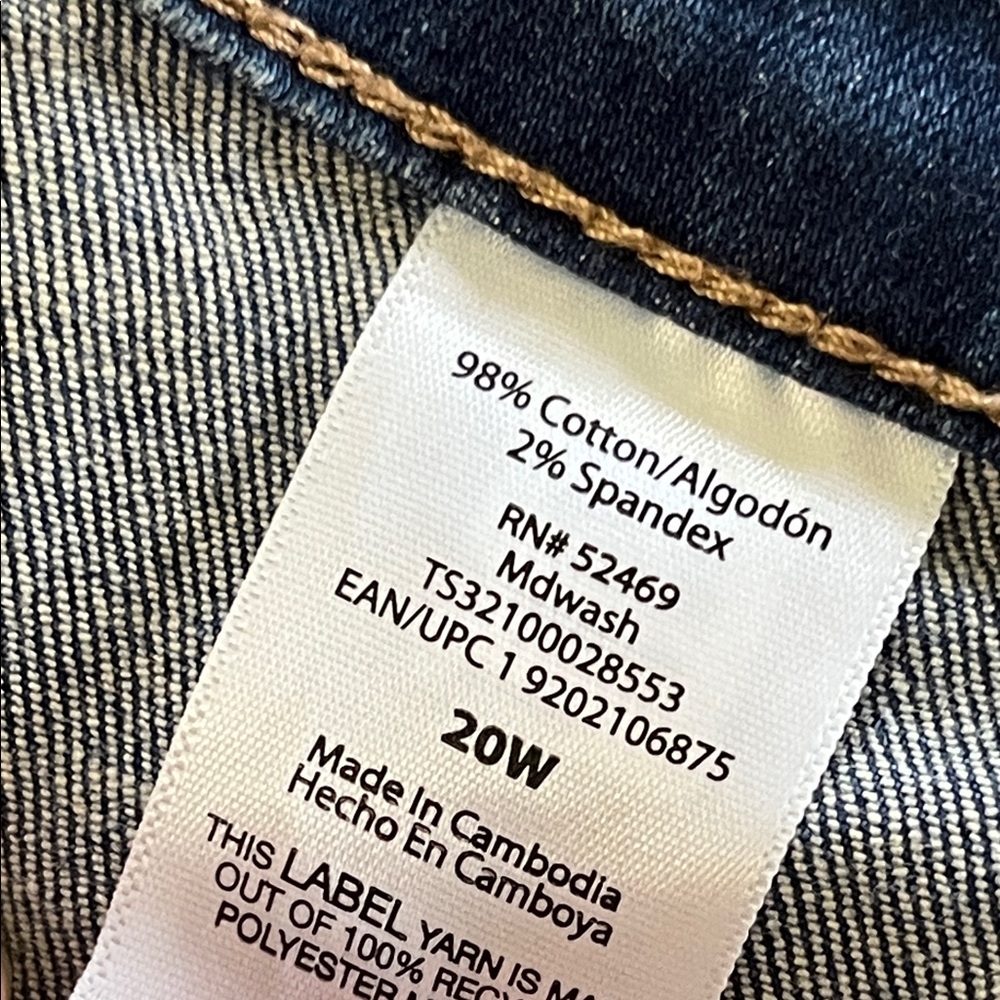 98% Cotton/Algodón
2% Spandex
RN# 52469
Mdwash
TS32100028553
EAN/UPC 1 9202106875
20W
Made In Cambodia
Hecho En Camboya
THIS LABEL YARN IS
OUT OF 100%
POLYESTER